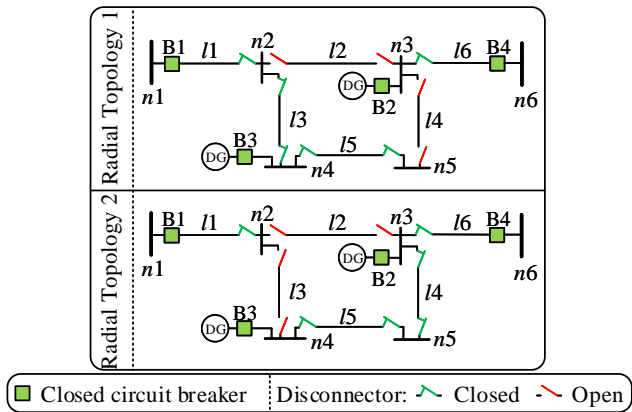 Radial Topology 1
B1
l1
n2
l2
n3
l6
B4
n1
DG
B2
n6
l3
l4
B3
DG
l5
n4
n5
Radial Topology 2
B1
l1
n2
l2
n3
l6
B4
n1
DG
B2
n6
l3
l4
B3
DG
l5
n4
n5
Closed circuit breaker
Disconnector: Closed Open